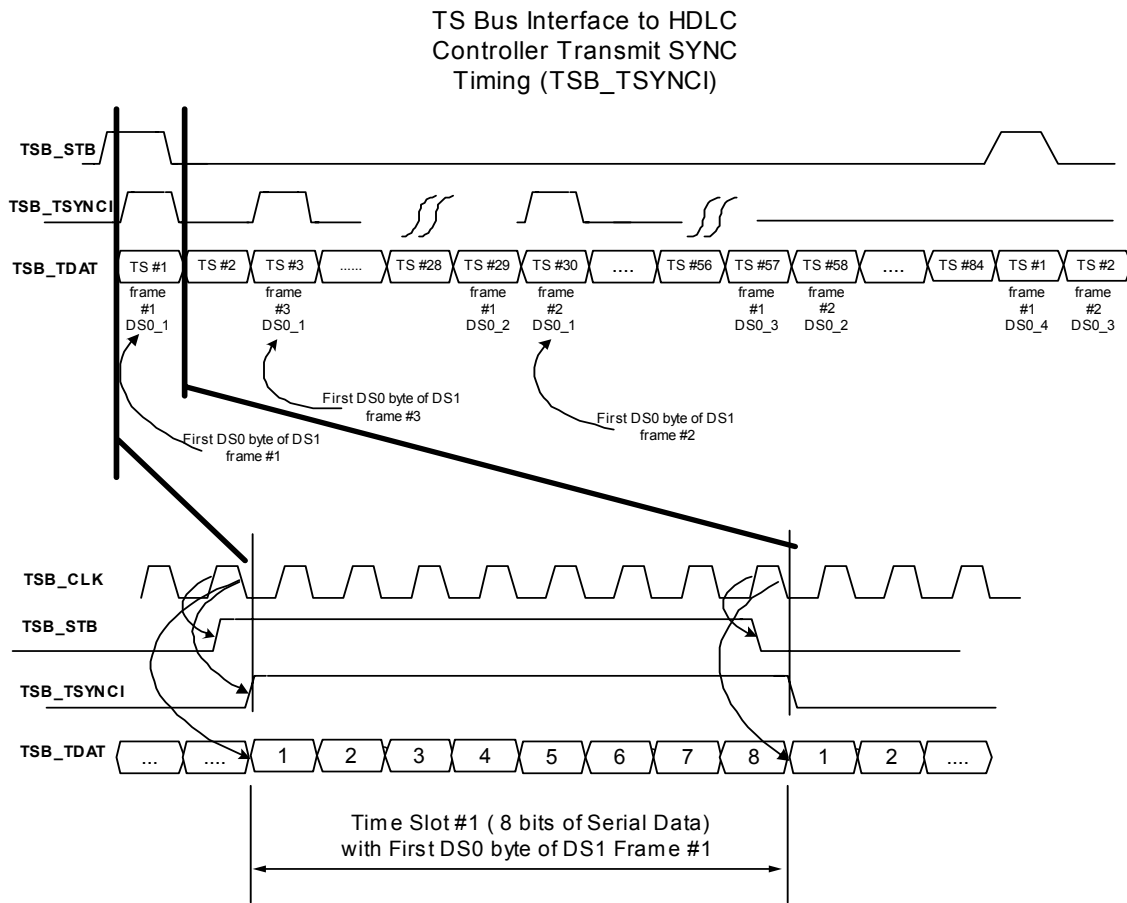 TS Bus Interface to HDLC
Controller Transmit SYNC
Timing (TSB_TSYNCI)
TSB_STB
TSB_TSYNCI
TSB_TDAT
TS #1 TS #2 TS #3 ...... TS #28 TS #29 TS #30 .... TS #56 TS #57 TS #58 .... TS #84 TS #1 TS #2
frame #1 DS0_1
frame #3 DS0_1
frame #1 DS0_2
frame #2 DS0_1
frame #1 DS0_3
frame #2 DS0_2
frame #1 DS0_4
frame #2 DS0_3
First DS0 byte of DS1
frame #3
First DS0 byte of DS1
frame #2
First DS0 byte of DS1
frame #1
TSB_CLK
TSB_STB
TSB_TSYNCI
TSB_TDAT
... .... 1 2 3 4 5 6 7 8 1 2 ....
Time Slot #1 ( 8 bits of Serial Data)
with First DS0 byte of DS1 Frame #1